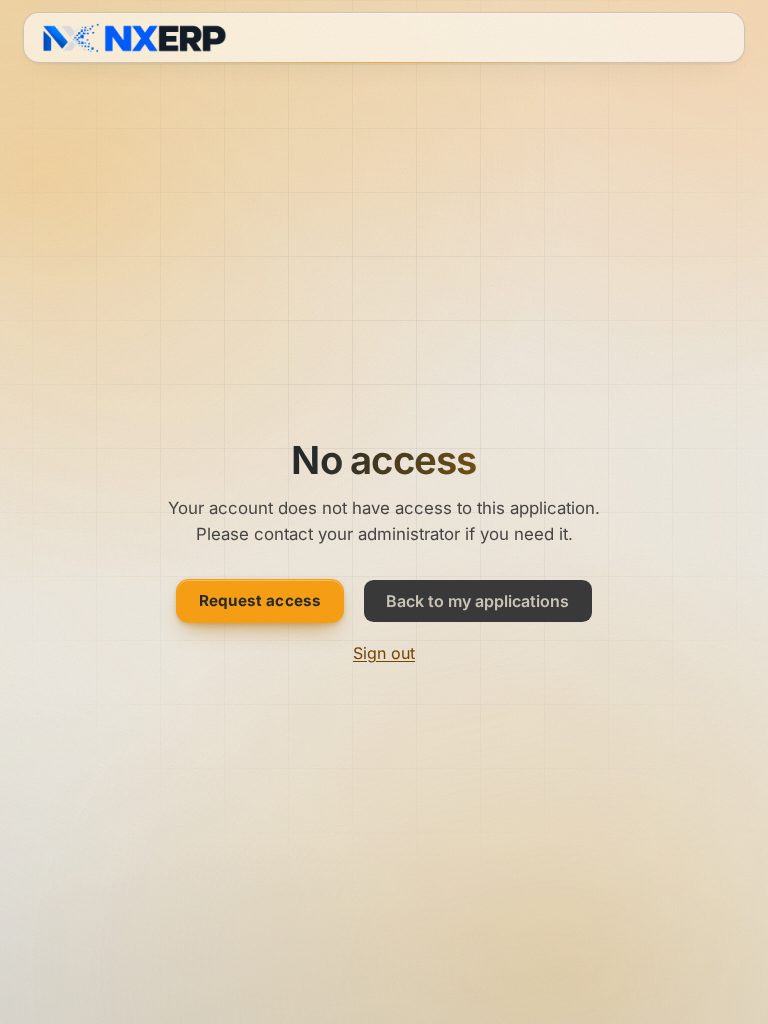 NXERP
No access
Your account does not have access to this application.
Please contact your administrator if you need it.
Request access
Back to my applications
Sign out